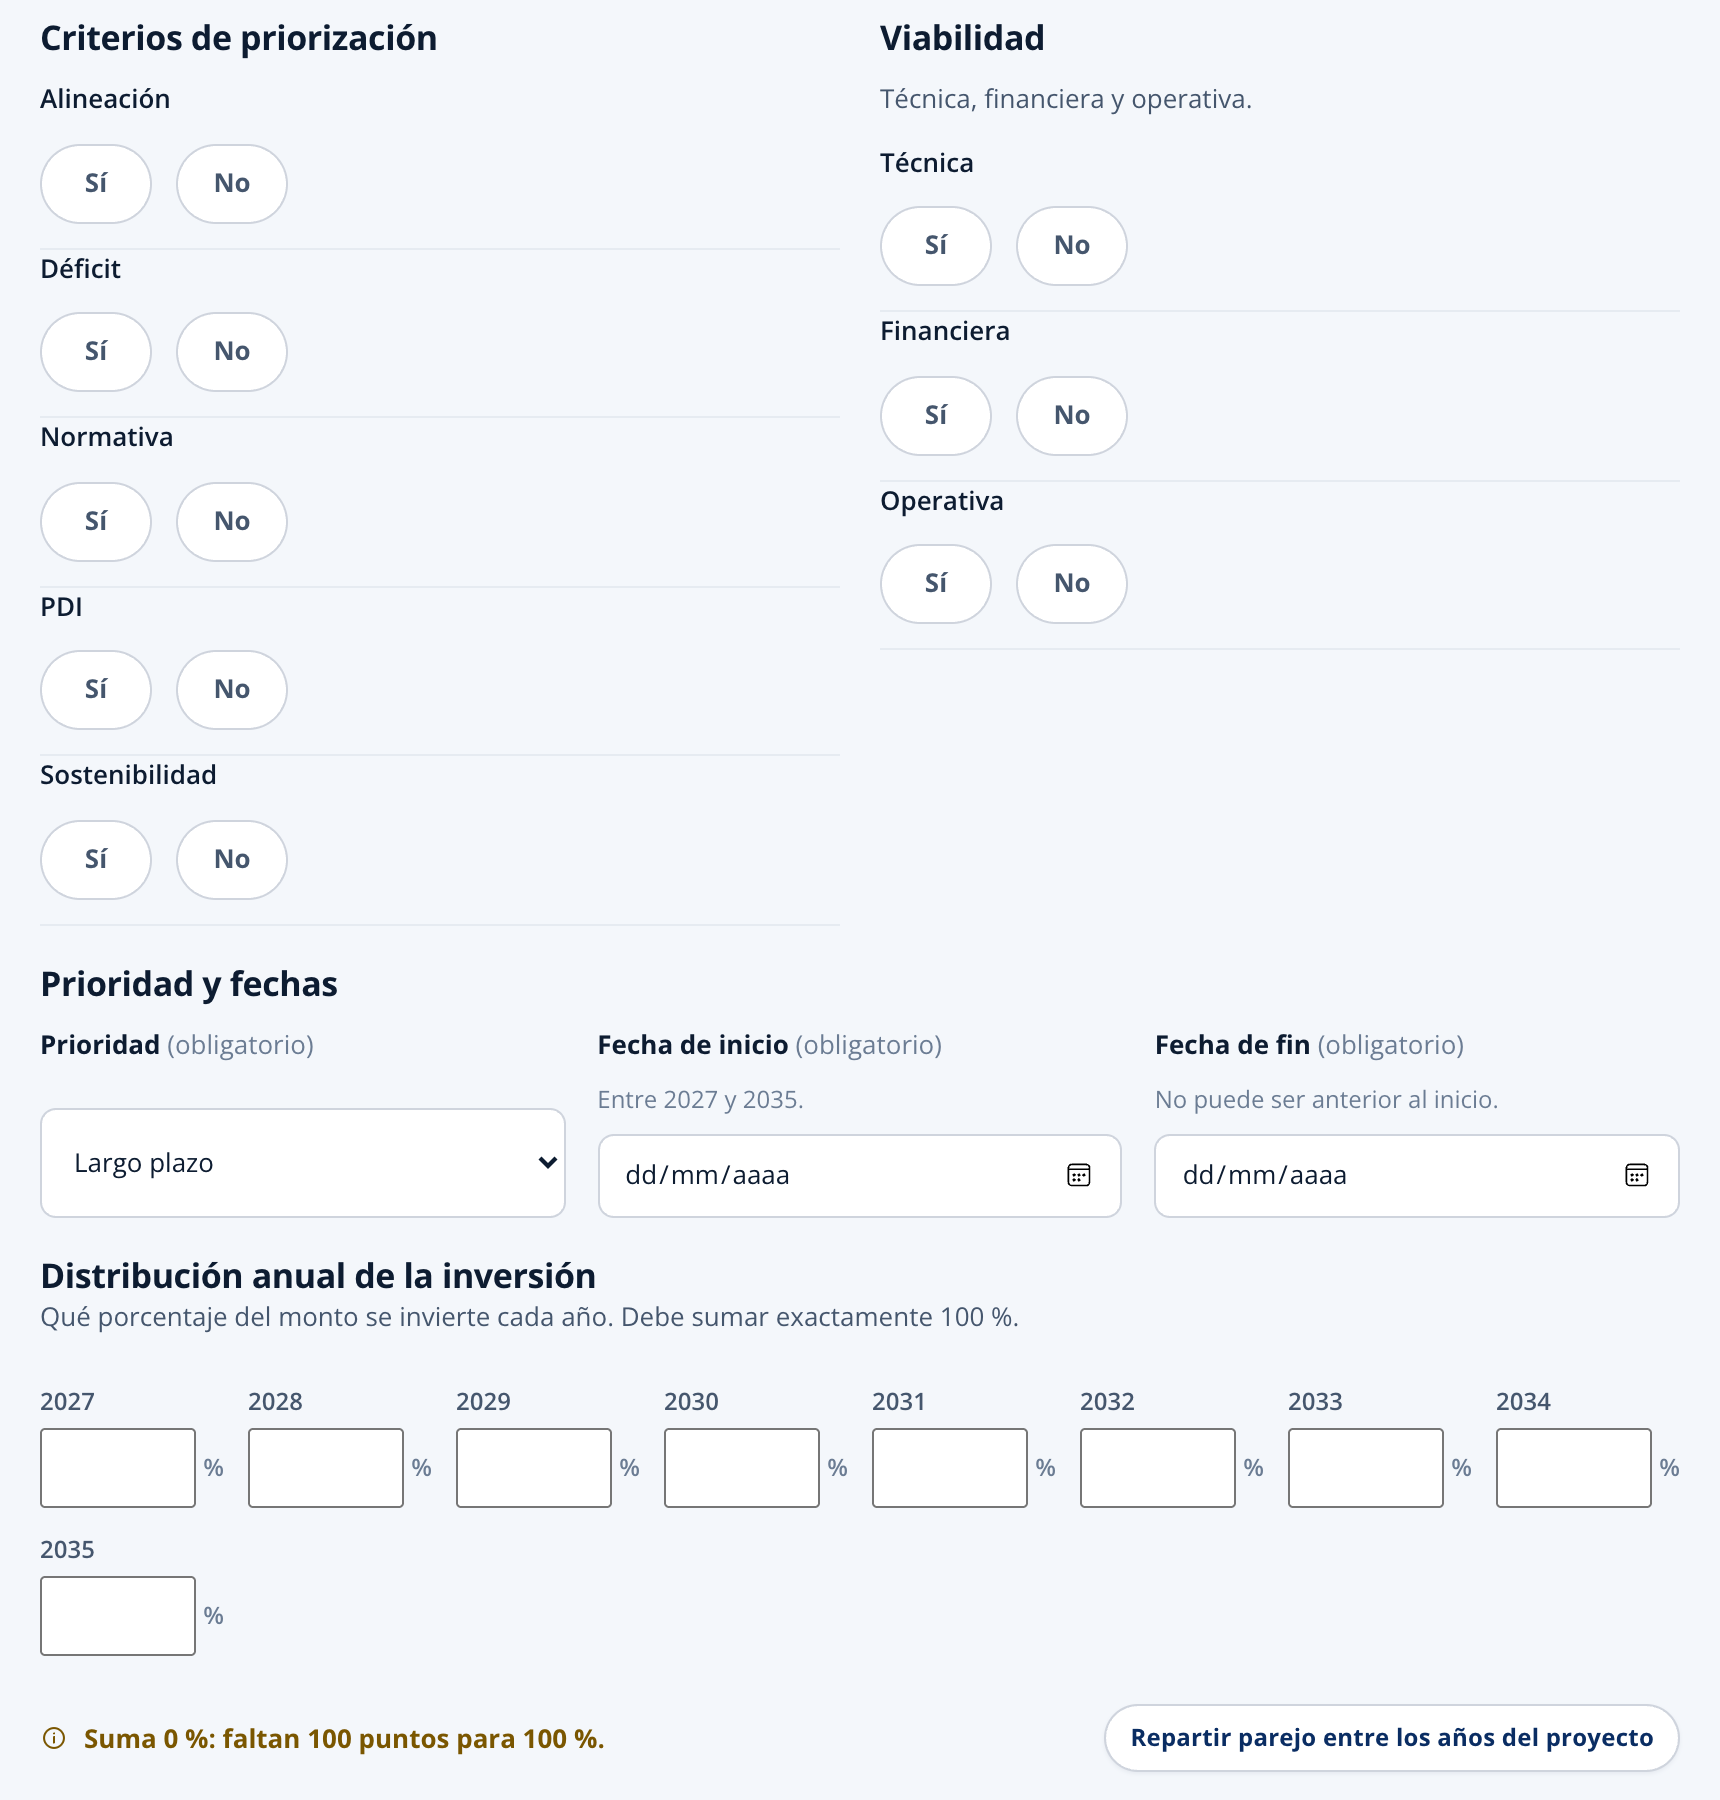 Criterios de priorización
Alineación
Sí
No
Déficit
Sí
No
Normativa
Sí
No
PDI
Sí
No
Sostenibilidad
Sí
No
Viabilidad
Técnica, financiera y operativa.
Técnica
Sí
No
Financiera
Sí
No
Operativa
Sí
No
Prioridad y fechas
Prioridad (obligatorio)
Largo plazo
Fecha de inicio (obligatorio)
Entre 2027 y 2035.
dd/mm/aaaa
Fecha de fin (obligatorio)
No puede ser anterior al inicio.
dd/mm/aaaa
Distribución anual de la inversión
Qué porcentaje del monto se invierte cada año. Debe sumar exactamente 100 %.
2027 2028 2029 2030 2031 2032 2033 2034
% % % % % % % %
2035
%
Suma 0 %: faltan 100 puntos para 100 %.
Repartir parejo entre los años del proyecto